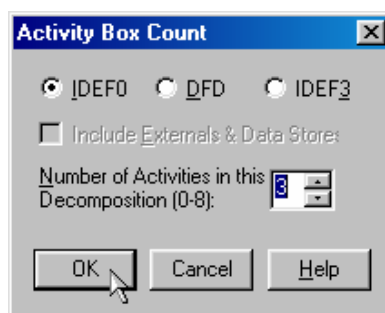 Activity Box Count
IDEF0 DFD IDEF3
Include Externals & Data Stores
Number of Activities in this
Decomposition (0-8):
3
OK Cancel Help